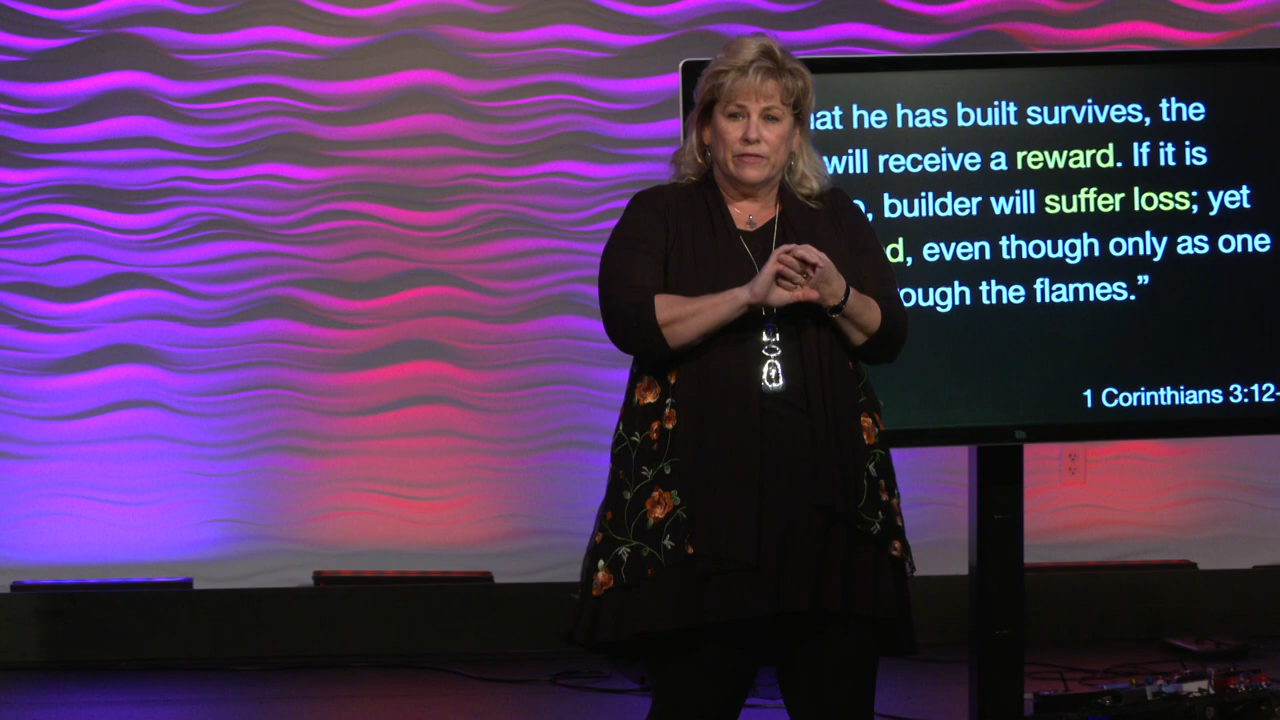 at he has built survives, the
will receive a reward. If it is
, builder will suffer loss; yet
d, even though only as one
ough the flames.”
1 Corinthians 3:12-